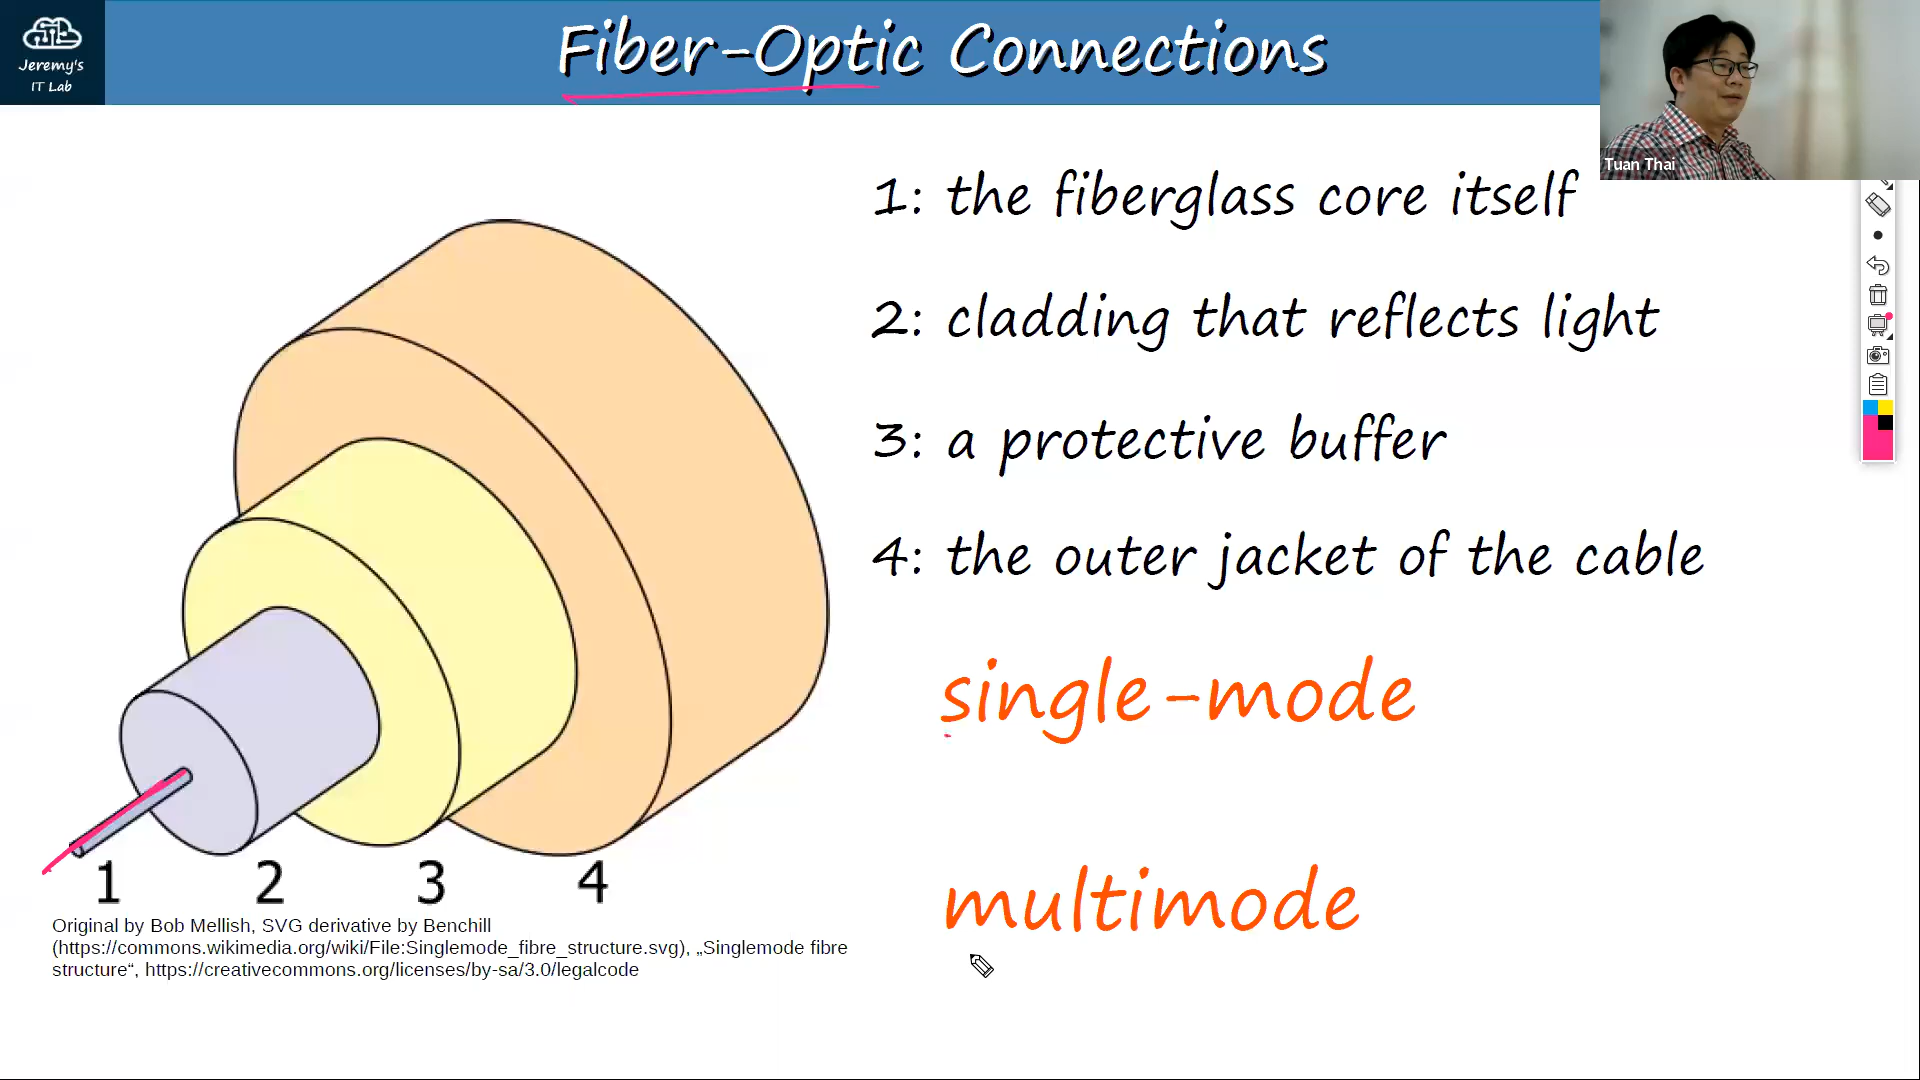 Jeremy's
IT Lab
Fiber-Optic Connections
Tuan Thai
1: the fiberglass core itself
2: cladding that reflects light
3: a protective buffer
4: the outer jacket of the cable
single-mode
multimode
1 2 3 4
Original by Bob Mellish, SVG derivative by Benchill
(https://commons.wikimedia.org/wiki/File:Singlemode_fibre_structure.svg), „Singlemode fibre
structure“, https://creativecommons.org/licenses/by-sa/3.0/legalcode